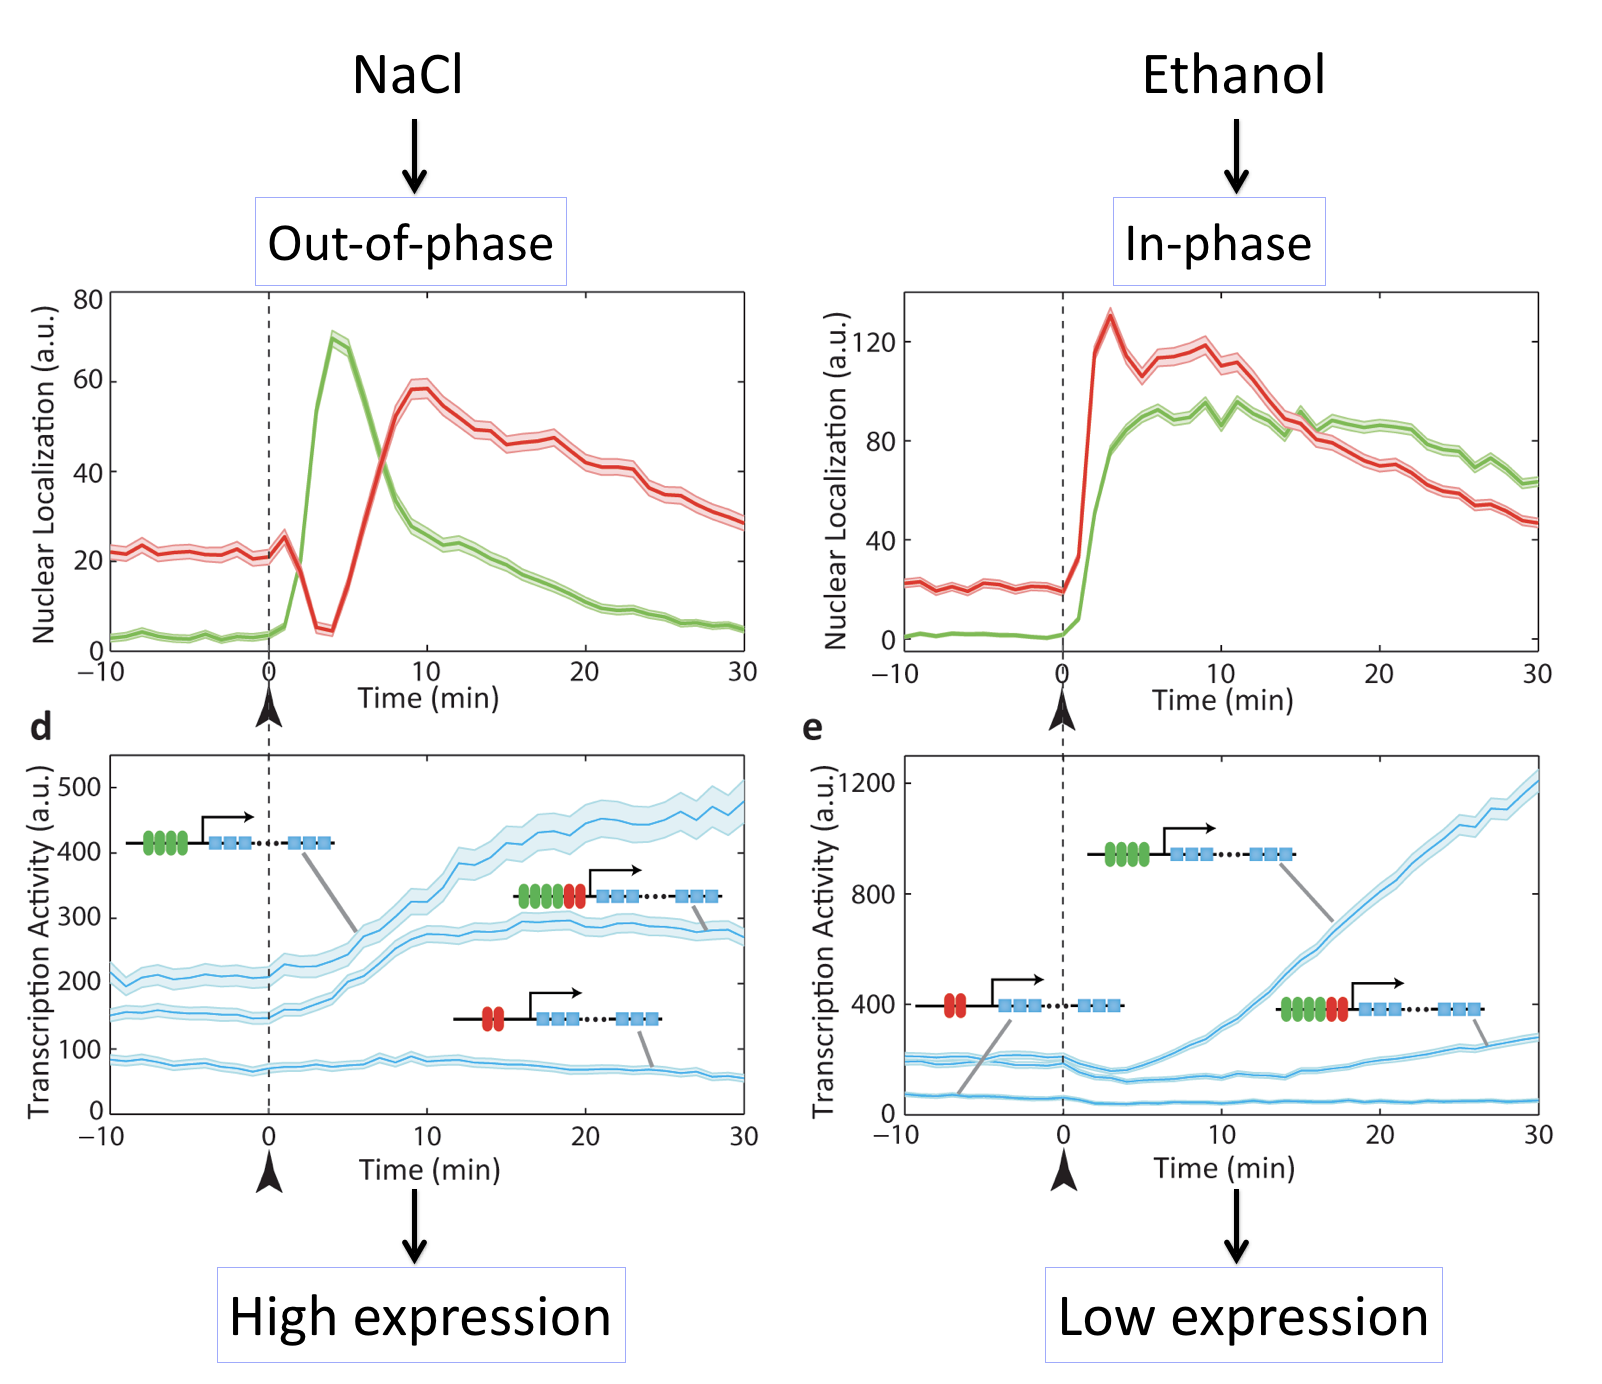 NaCl
Ethanol
Out-of-phase
In-phase
Nuclear Localization (a.u.)
80
60
40
20
0
−10
0
10
20
30
Time (min)
Nuclear Localization (a.u.)
120
80
40
0
−10
0
10
20
30
Time (min)
d
Transcription Activity (a.u.)
500
400
300
200
100
0
−10
0
10
20
30
Time (min)
e
Transcription Activity (a.u.)
1200
800
400
0
−10
0
10
20
30
Time (min)
High expression
Low expression